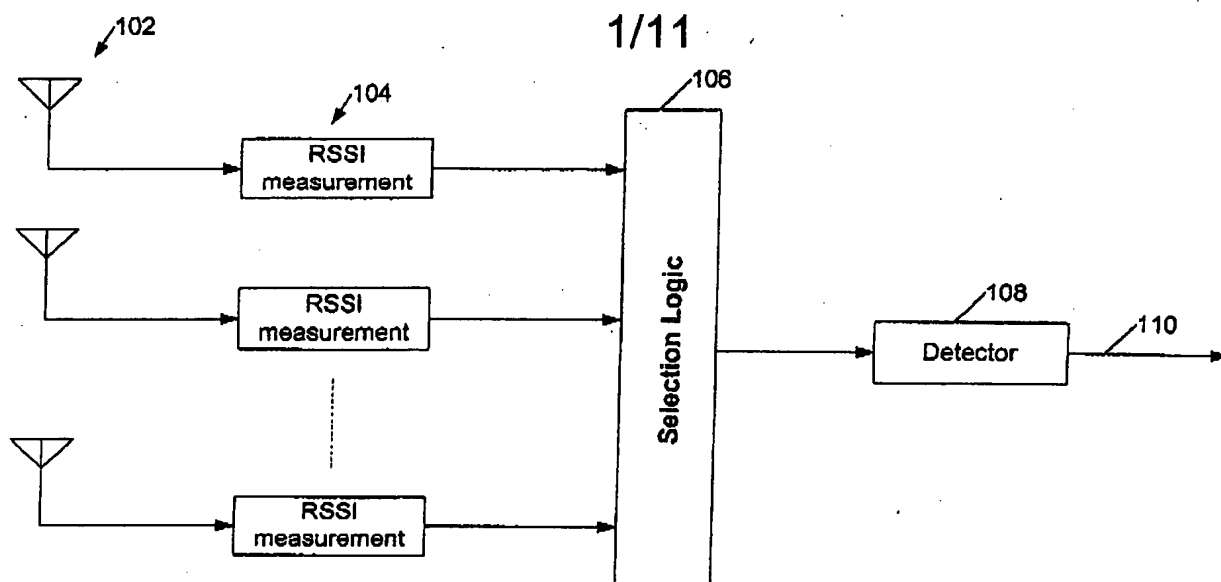 1/11
102
104
106
RSSI
measurement
RSSI
measurement
Selection Logic
108
110
Detector
RSSI
measurement